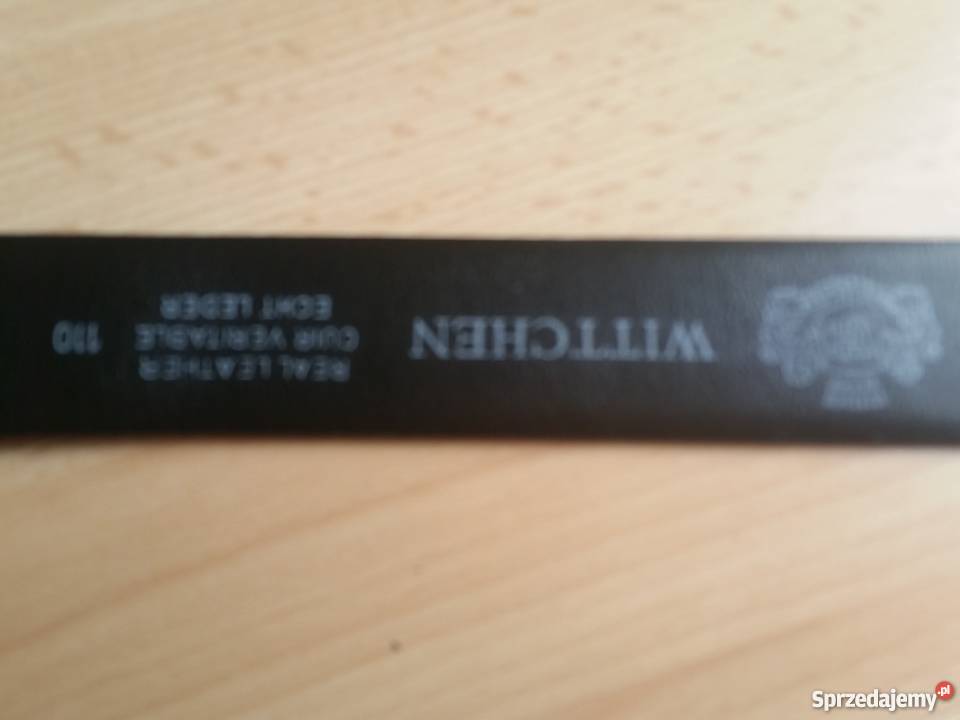 WITTCHEN
REAL LEATHER
CUIR VERITABLE
ECHT LEDER
110
Sprzedajemy.pl